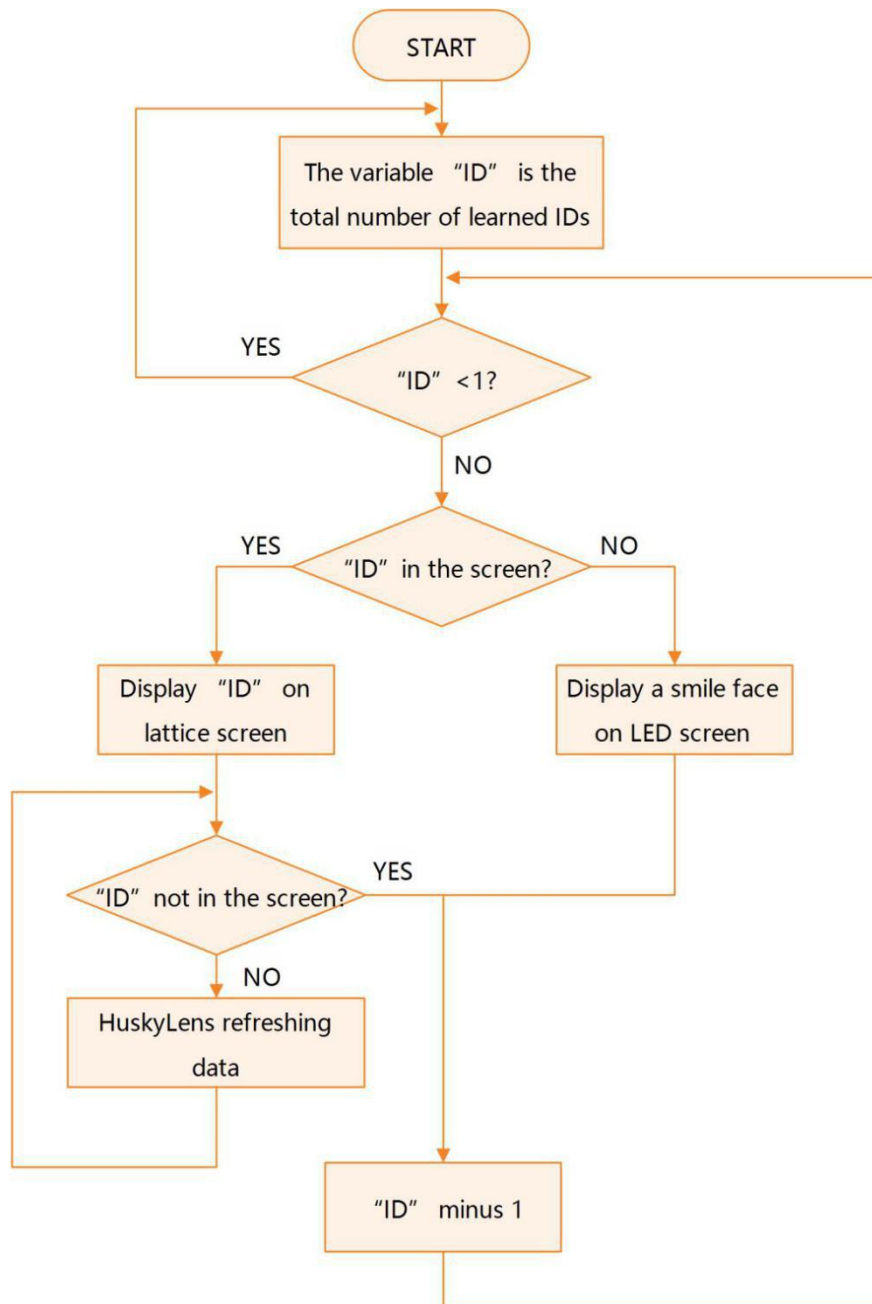 START
The variable “ID” is the
total number of learned IDs
YES
“ID” <1?
NO
YES
NO
“ID” in the screen?
Display “ID” on
lattice screen
Display a smile face
on LED screen
YES
“ID” not in the screen?
NO
HuskyLens refreshing
data
“ID” minus 1